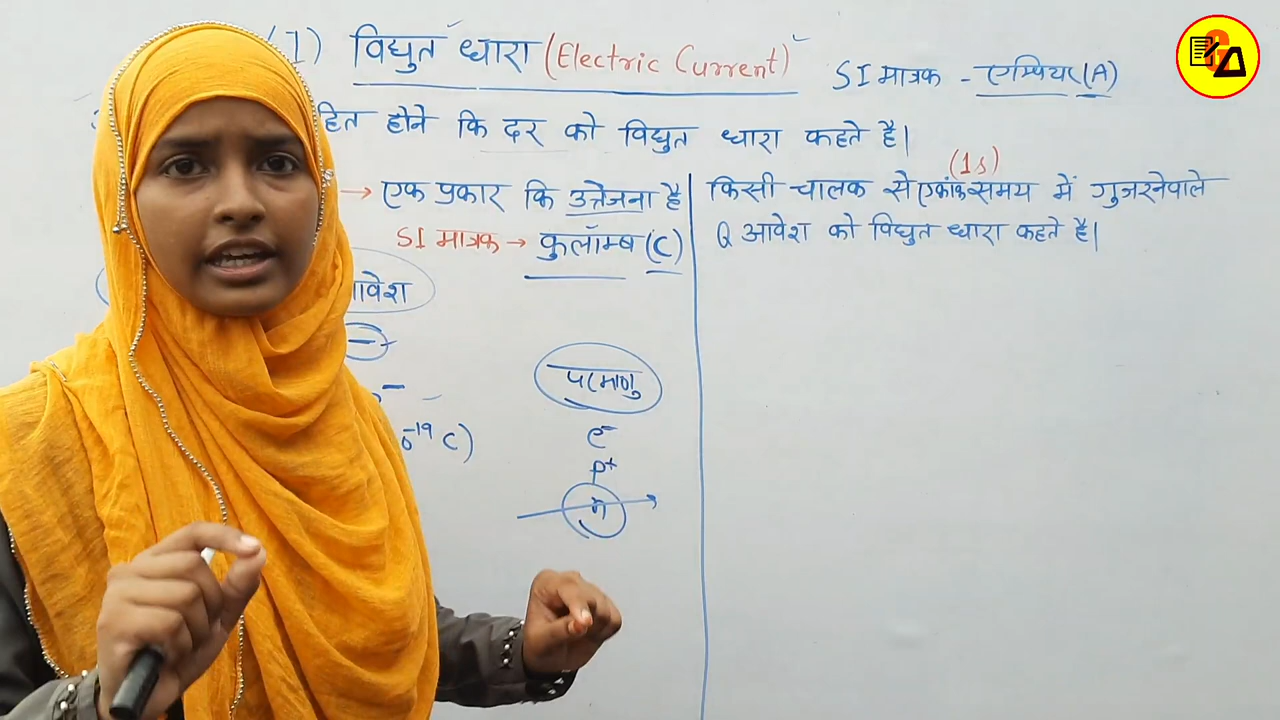 (1) विद्युत धारा (Electric Current)
SI मात्रक - एम्पियर (A)
हित होने कि दर को विद्युत धारा कहते है।
→ एक प्रकार कि उत्तेजना है
SI मात्रक → कुलॉम्ब (C)
आवेश
-19 C)
परमाणु
e-
p+
n
(1s)
किसी चालक से एकांक समय में गुजरनेवाले
Q आवेश को विद्युत धारा कहते है।